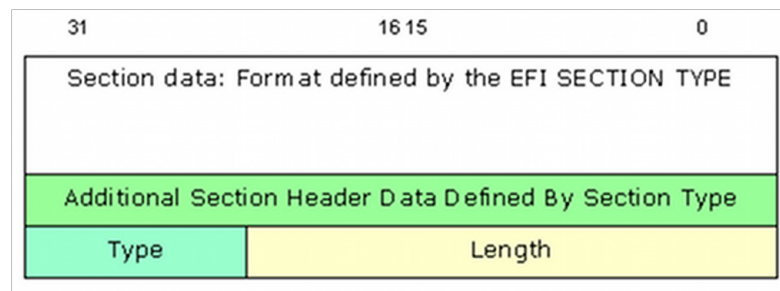 31 16 15 0
Section data: Format defined by the EFI SECTION TYPE
Additional Section Header Data Defined By Section Type
Type Length